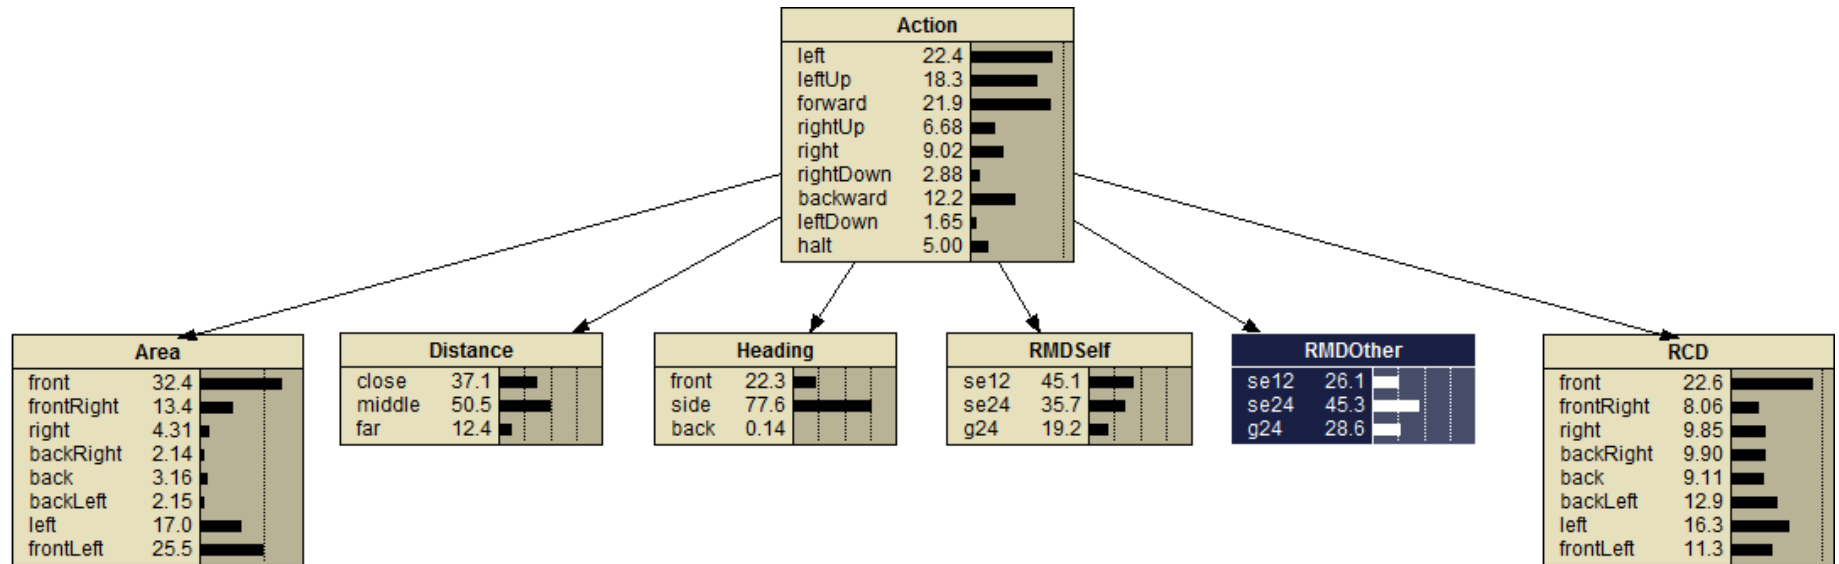 Action
left 22.4
leftUp 18.3
forward 21.9
rightUp 6.68
right 9.02
rightDown 2.88
backward 12.2
leftDown 1.65
halt 5.00
Area
front 32.4
frontRight 13.4
right 4.31
backRight 2.14
back 3.16
backLeft 2.15
left 17.0
frontLeft 25.5
Distance
close 37.1
middle 50.5
far 12.4
Heading
front 22.3
side 77.6
back 0.14
RMDSelf
se12 45.1
se24 35.7
g24 19.2
RMDOther
se12 26.1
se24 45.3
g24 28.6
RCD
front 22.6
frontRight 8.06
right 9.85
backRight 9.90
back 9.11
backLeft 12.9
left 16.3
frontLeft 11.3